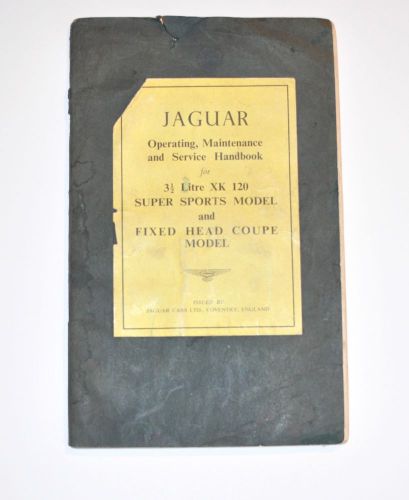 JAGUAR
Operating, Maintenance
and Service Handbook
for
3½ Litre XK 120
SUPER SPORTS MODEL
and
FIXED HEAD COUPE
MODEL
ISSUED BY
JAGUAR CARS LTD., COVENTRY, ENGLAND